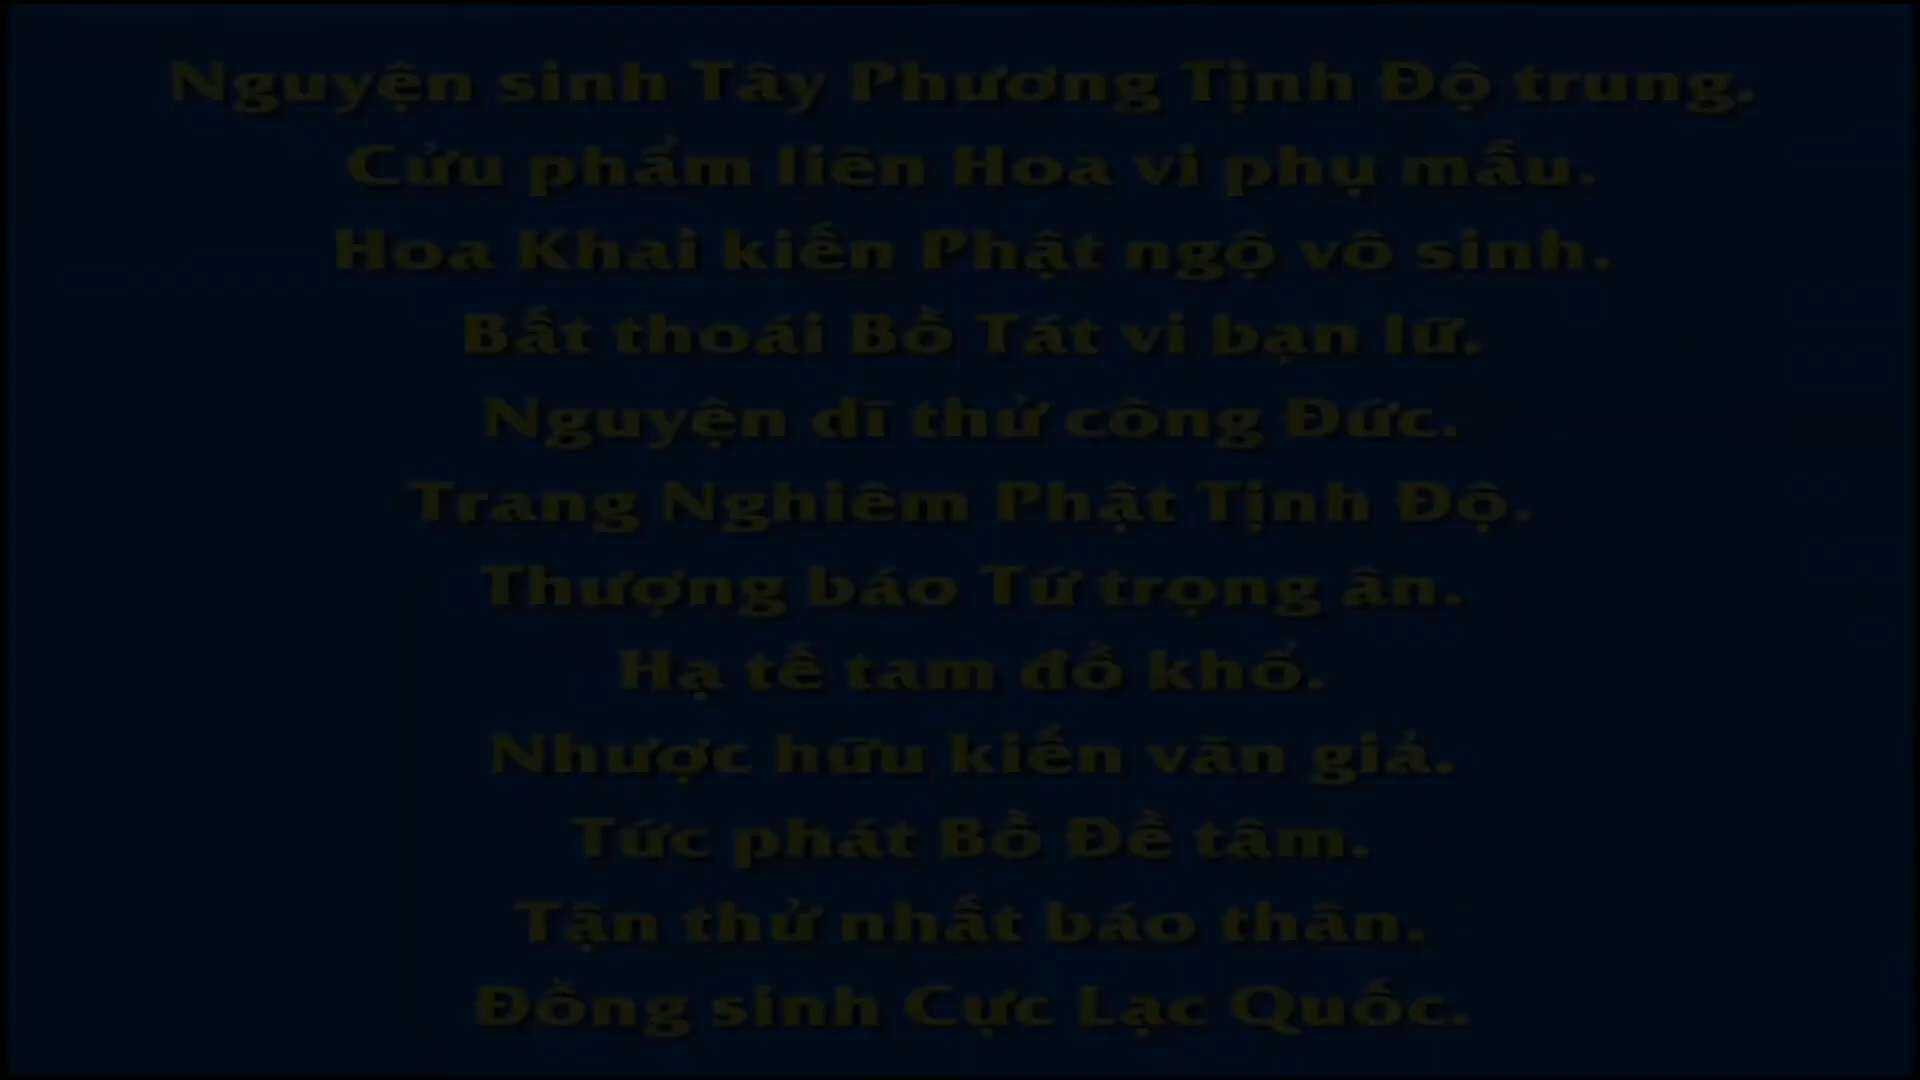 Nguyện sinh Tây Phương Tịnh Độ trung.
Cửu phẩm liên Hoa vi phụ mẫu.
Hoa Khai kiến Phật ngộ vô sinh.
Bất thoái Bồ Tát vi bạn lữ.
Nguyện dĩ thử công Đức.
Trang Nghiêm Phật Tịnh Độ.
Thượng báo Tứ trọng ân.
Hạ tế tam đồ khổ.
Nhược hữu kiến văn giả.
Tức phát Bồ Đề tâm.
Tận thử nhất báo thân.
Đồng sinh Cực Lạc Quốc.